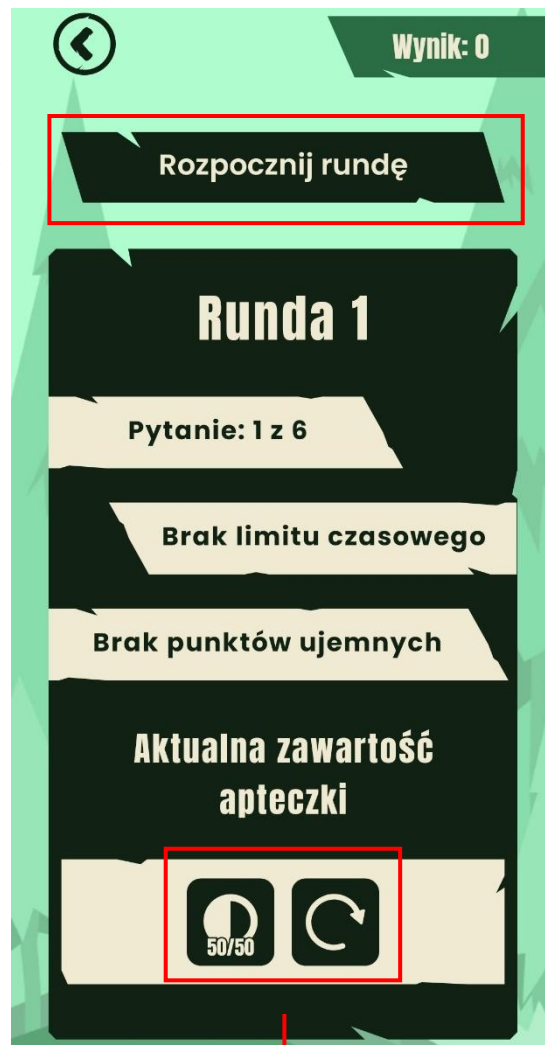 Wynik: 0
Rozpocznij rundę
Runda 1
Pytanie: 1 z 6
Brak limitu czasowego
Brak punktów ujemnych
Aktualna zawartość
apteczki
50/50